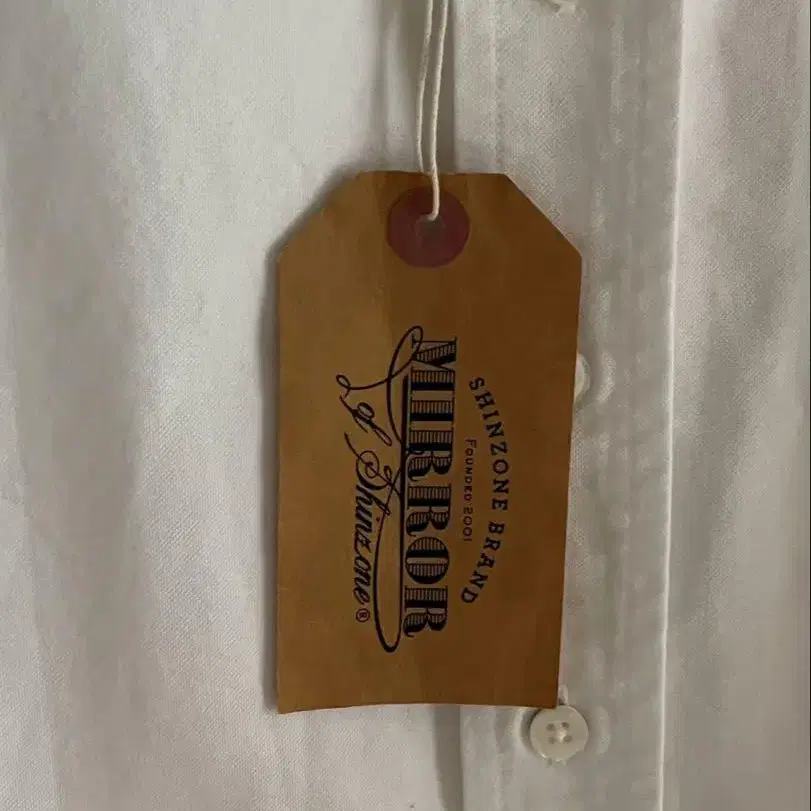 SHINZONE BRAND
FOUNDED 2001
MIRROR
of Shinzone®